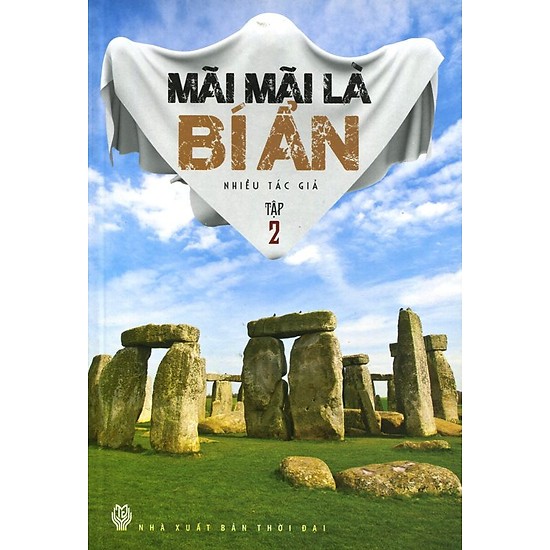 MÃI MÃI LÀ
BÍ ẨN
NHIỀU TÁC GIẢ
TẬP
2
NHÀ XUẤT BẢN THỜI ĐẠI